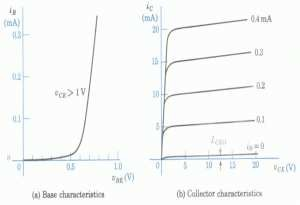 i_B
(mA)
0.3
0.2
0.1
0
v_CE > 1 V
0.5
1.0
v_BE (V)
(a) Base characteristics
i_C
(mA)
20
15
10
5
0.4 mA
0.3
0.2
0.1
I_CEO
i_B = 0
0
5
10
15
20
v_CE (V)
(b) Collector characteristics